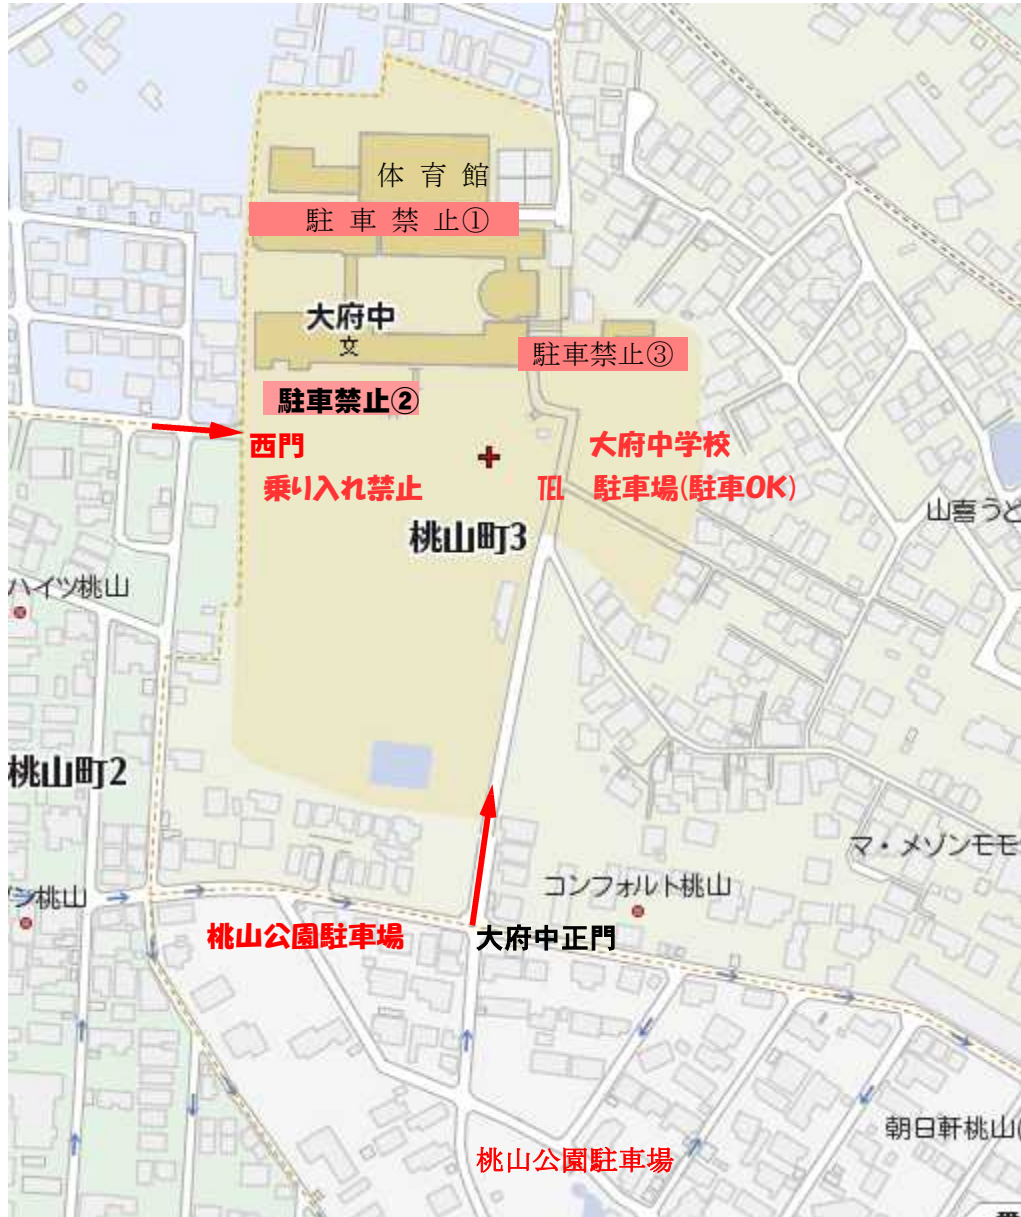 体 育 館
駐 車 禁 止①
大府中
文
駐車禁止③
駐車禁止②
西門
大府中学校
乗り入れ禁止
TEL 駐車場(駐車OK)
山喜うど
桃山町3
ハイツ桃山
桃山町2
マ・メゾンモモ
コンフォルト桃山
ン桃山
桃山公園駐車場
大府中正門
朝日軒桃山(
桃山公園駐車場